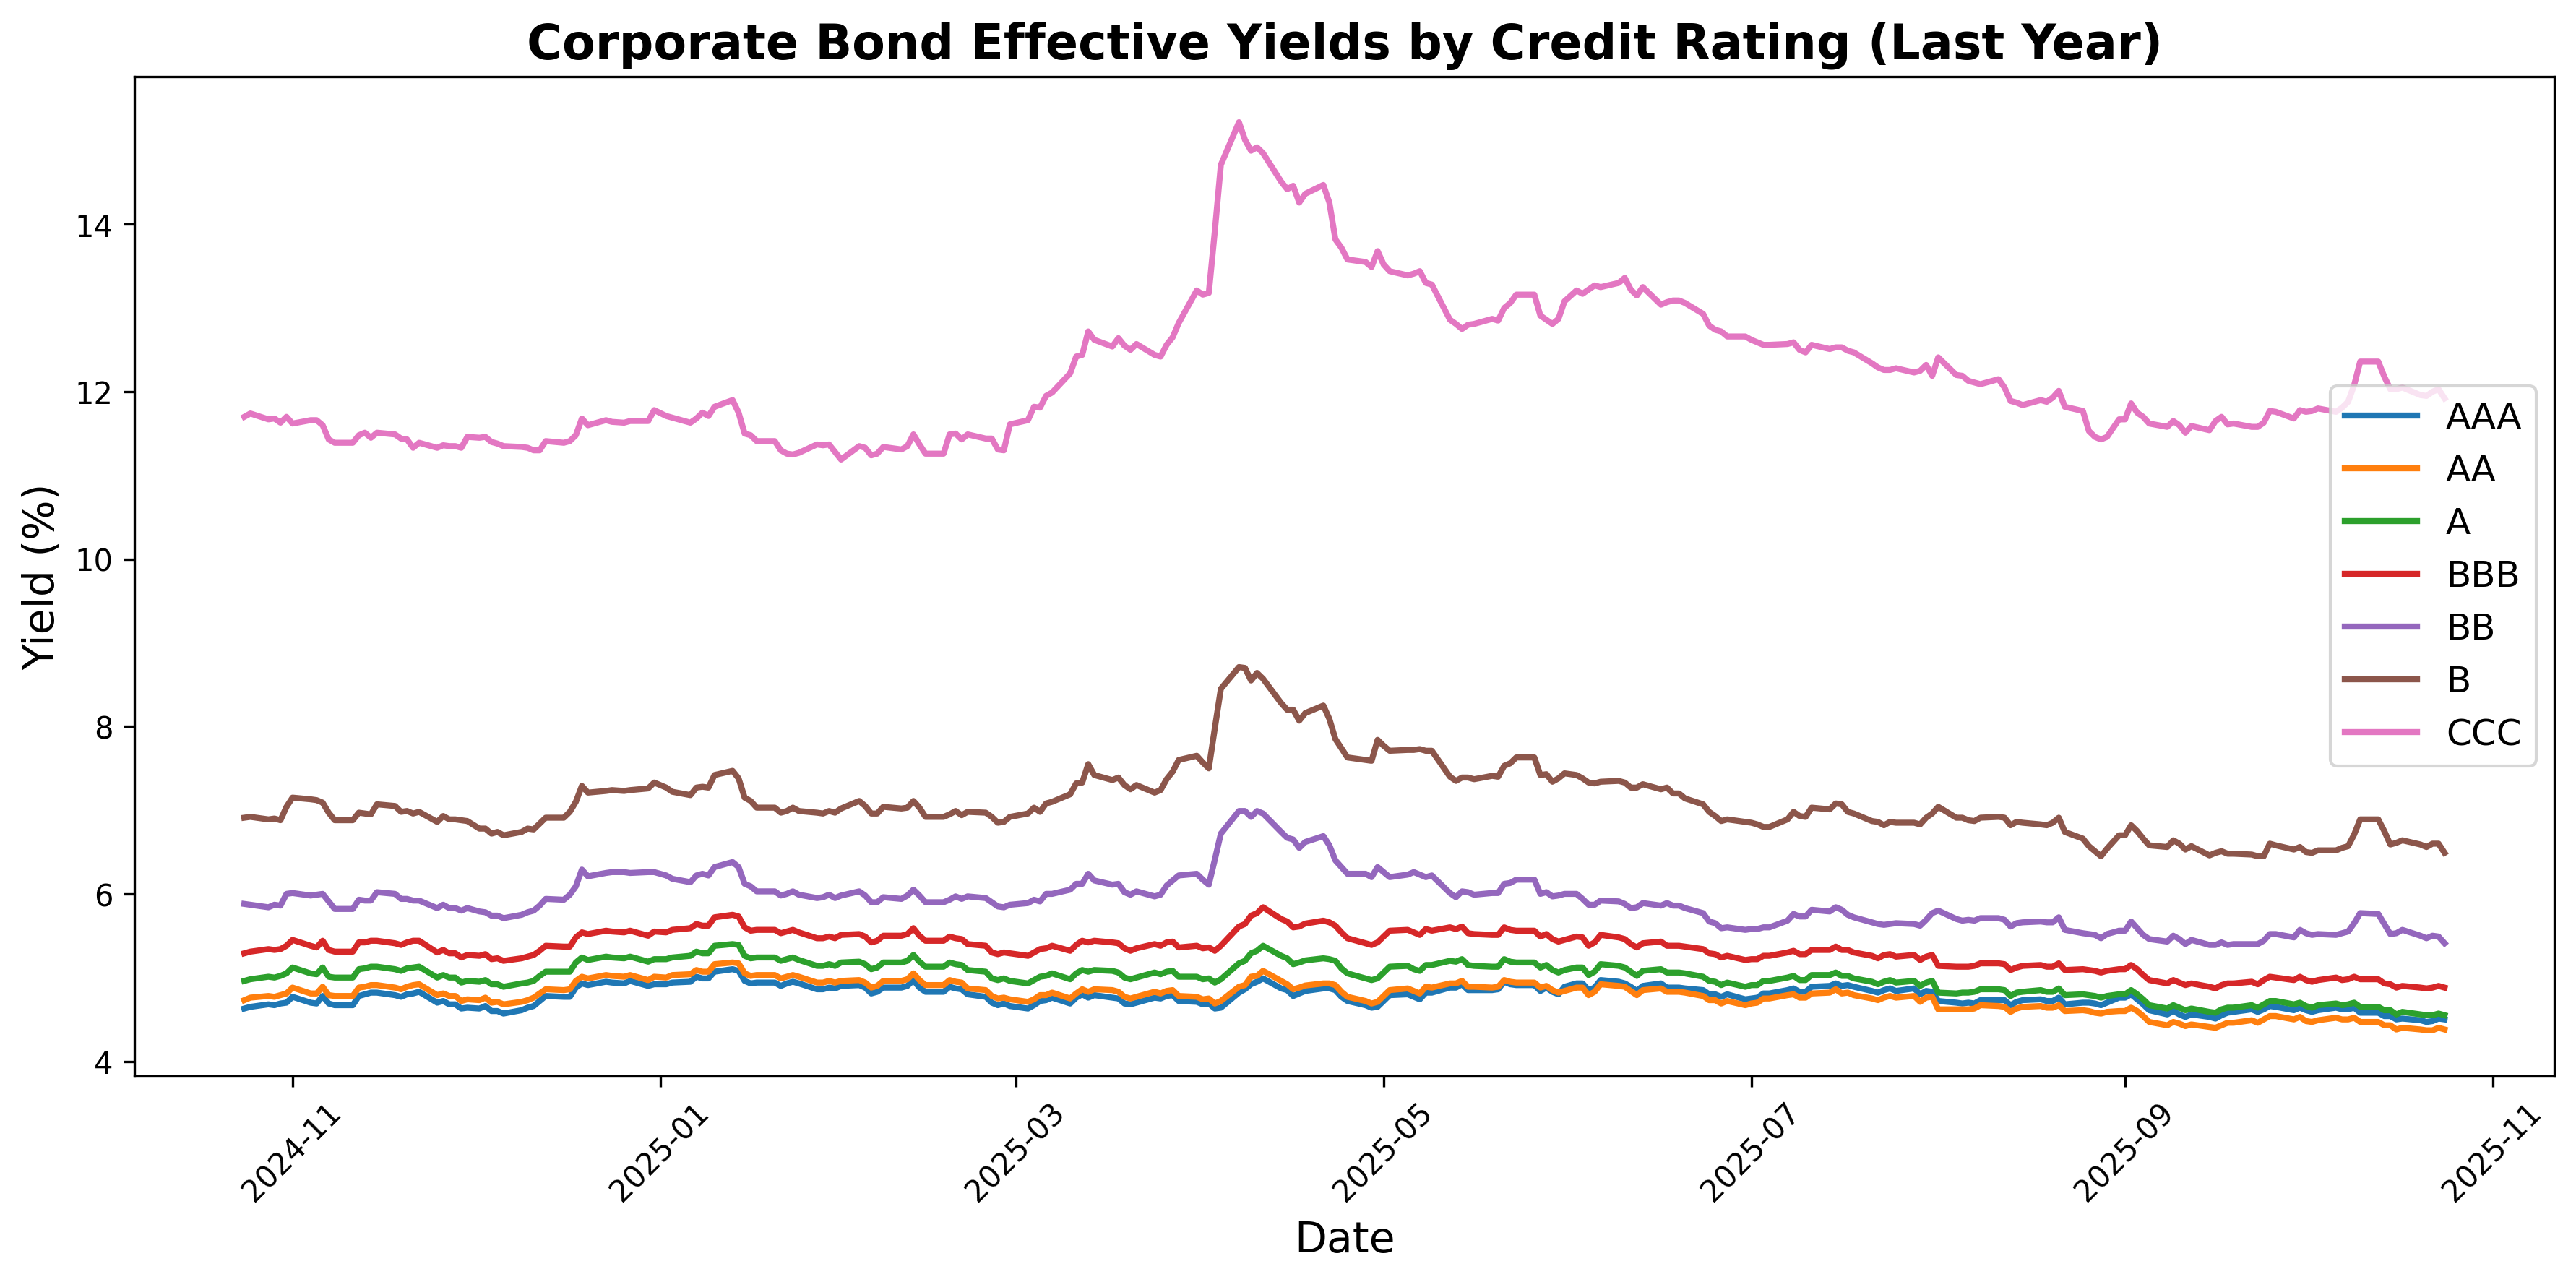 Corporate Bond Effective Yields by Credit Rating (Last Year)
Yield (%)
14
12
10
8
6
4
AAA
AA
A
BBB
BB
B
CCC
2024-11
2025-01
2025-03
2025-05
2025-07
2025-09
2025-11
Date